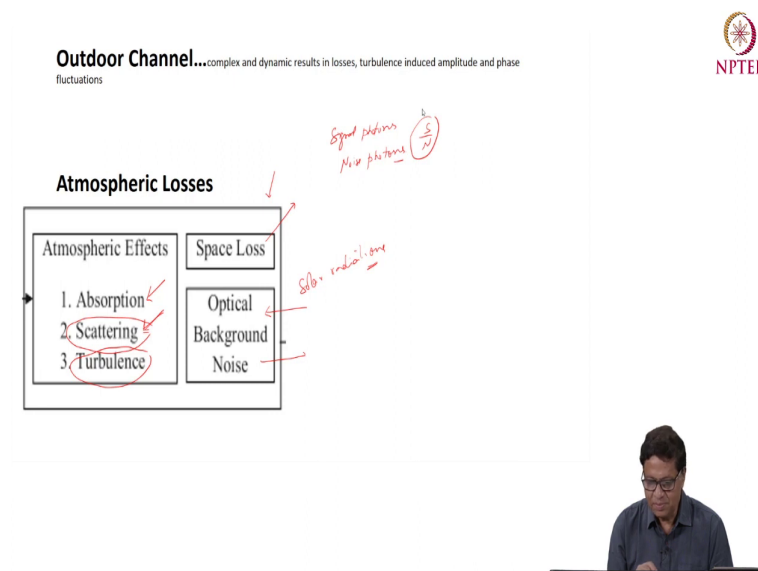 NPTEL
Outdoor Channel...complex and dynamic results in losses, turbulence induced amplitude and phase
fluctuations
Signal photons
Noise photons
S
N
Atmospheric Losses
Atmospheric Effects
1. Absorption
2. Scattering
3. Turbulence
Space Loss
Optical
Background
Noise
Solar radiations